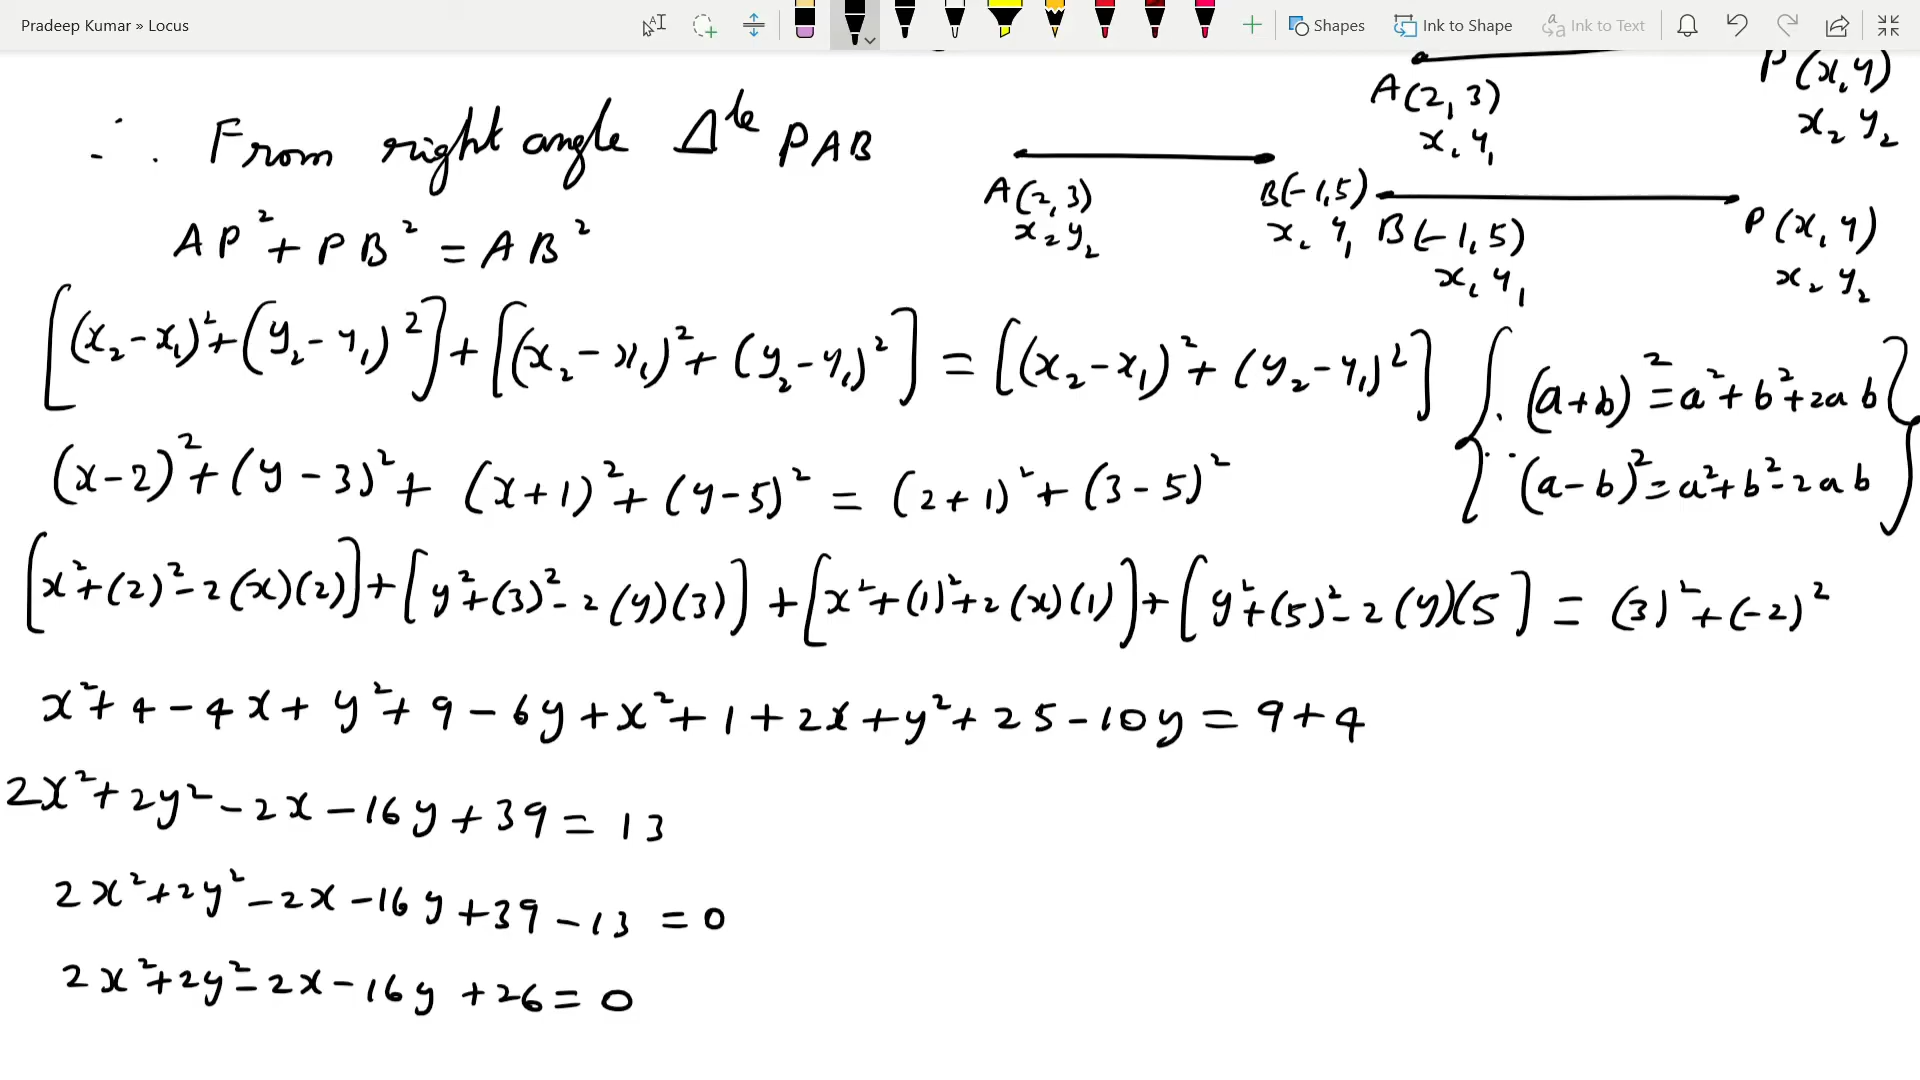 Pradeep Kumar » Locus
Shapes
Ink to Shape
Ink to Text
A(2, 3)
x₁ y₁
P(x, y)
x₂ y₂
∴ From right angle Δˡᵉ PAB
A(2, 3)
x₂ y₂
B(-1, 5)
x₁ y₁
B(-1, 5)
x₁ y₁
P(x, y)
x₂ y₂
AP² + PB² = AB²
[(x₂ - x₁)² + (y₂ - y₁)²] + [(x₂ - x₁)² + (y₂ - y₁)²] = [(x₂ - x₁)² + (y₂ - y₁)²]
{∵ (a+b)² = a² + b² + 2ab
(a-b)² = a² + b² - 2ab}
(x-2)² + (y-3)² + (x+1)² + (y-5)² = (2+1)² + (3-5)²
[x² + (2)² - 2(x)(2)] + [y² + (3)² - 2(y)(3)] + [x² + (1)² + 2(x)(1)] + [y² + (5)² - 2(y)(5] = (3)² + (-2)²
x² + 4 - 4x + y² + 9 - 6y + x² + 1 + 2x + y² + 25 - 10y = 9 + 4
2x² + 2y² - 2x - 16y + 39 = 13
2x² + 2y² - 2x - 16y + 39 - 13 = 0
2x² + 2y² - 2x - 16y + 26 = 0